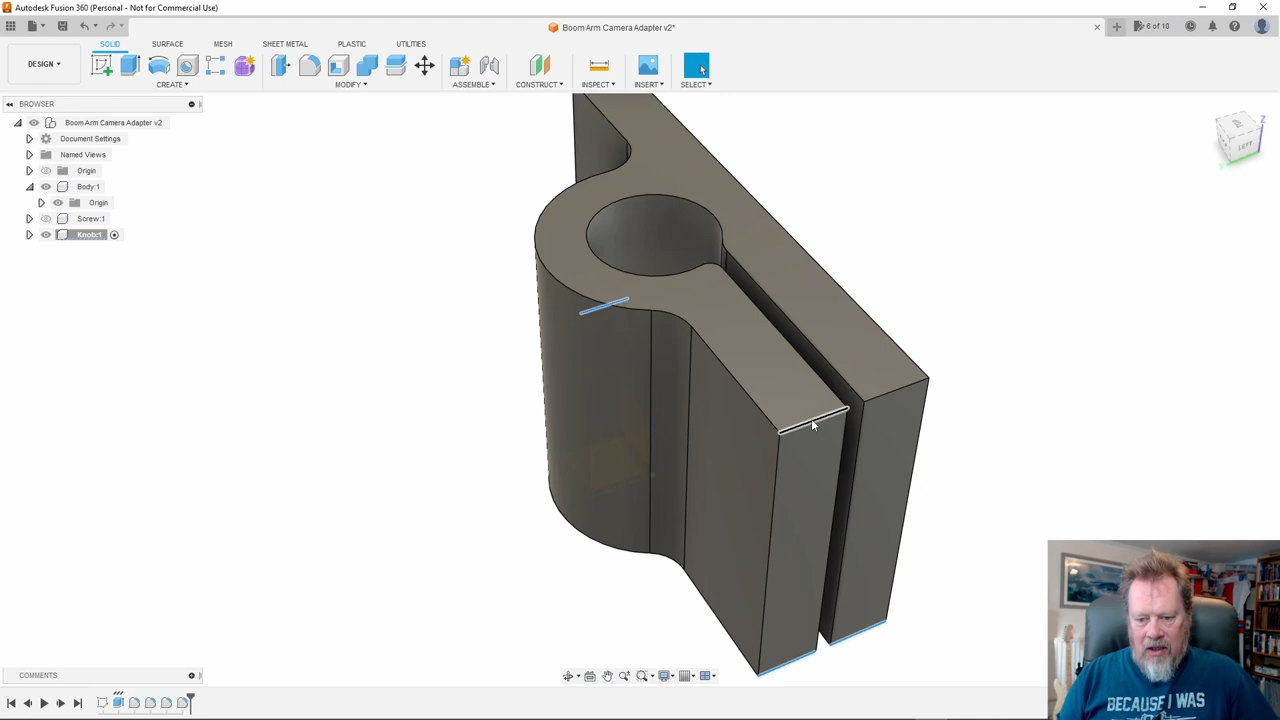 Autodesk Fusion 360 (Personal - Not for Commercial Use)
Boom Arm Camera Adapter v2*
6 of 10
SOLID SURFACE MESH SHEET METAL PLASTIC UTILITIES
DESIGN
CREATE MODIFY ASSEMBLE CONSTRUCT INSPECT INSERT SELECT
BROWSER
Boom Arm Camera Adapter v2
Document Settings
Named Views
Origin
Body:1
Origin
Screw:1
Knob:1
Z
LEFT
Y
COMMENTS
BECAUSE I WAS